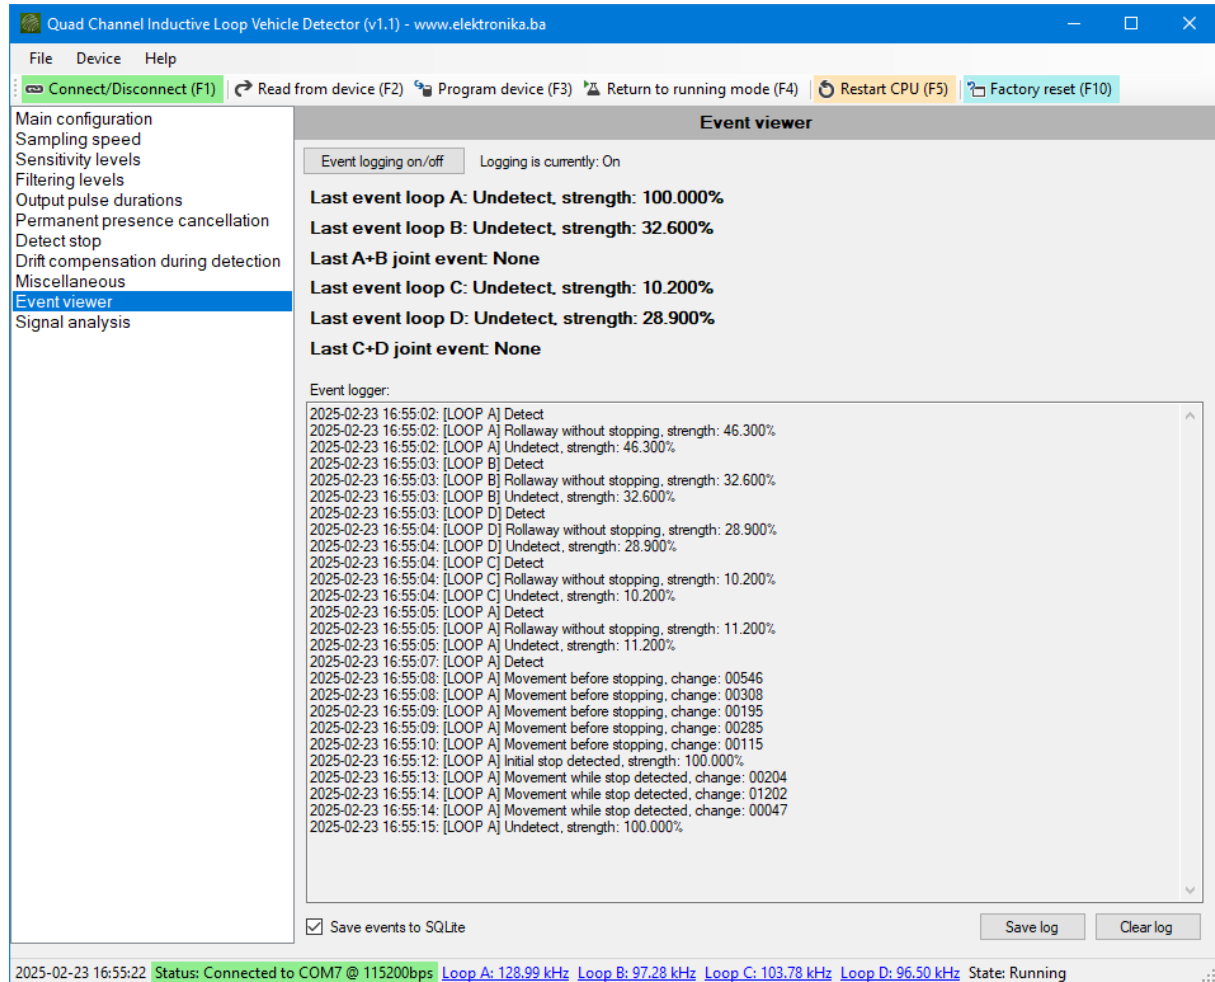 Quad Channel Inductive Loop Vehicle Detector (v1.1) - www.elektronika.ba
File Device Help
Connect/Disconnect (F1) Read from device (F2) Program device (F3) Return to running mode (F4) Restart CPU (F5) Factory reset (F10)
Main configuration
Sampling speed
Sensitivity levels
Filtering levels
Output pulse durations
Permanent presence cancellation
Detect stop
Drift compensation during detection
Miscellaneous
Event viewer
Signal analysis
Event viewer
Event logging on/off Logging is currently: On
Last event loop A: Undetect, strength: 100.000%
Last event loop B: Undetect, strength: 32.600%
Last A+B joint event: None
Last event loop C: Undetect, strength: 10.200%
Last event loop D: Undetect, strength: 28.900%
Last C+D joint event: None
Event logger:
2025-02-23 16:55:02: [LOOP A] Detect
2025-02-23 16:55:02: [LOOP A] Rollaway without stopping, strength: 46.300%
2025-02-23 16:55:02: [LOOP A] Undetect, strength: 46.300%
2025-02-23 16:55:03: [LOOP B] Detect
2025-02-23 16:55:03: [LOOP B] Rollaway without stopping, strength: 32.600%
2025-02-23 16:55:03: [LOOP B] Undetect, strength: 32.600%
2025-02-23 16:55:03: [LOOP D] Detect
2025-02-23 16:55:04: [LOOP D] Rollaway without stopping, strength: 28.900%
2025-02-23 16:55:04: [LOOP D] Undetect, strength: 28.900%
2025-02-23 16:55:04: [LOOP C] Detect
2025-02-23 16:55:04: [LOOP C] Rollaway without stopping, strength: 10.200%
2025-02-23 16:55:04: [LOOP C] Undetect, strength: 10.200%
2025-02-23 16:55:05: [LOOP A] Detect
2025-02-23 16:55:05: [LOOP A] Rollaway without stopping, strength: 11.200%
2025-02-23 16:55:05: [LOOP A] Undetect, strength: 11.200%
2025-02-23 16:55:07: [LOOP A] Detect
2025-02-23 16:55:08: [LOOP A] Movement before stopping, change: 00546
2025-02-23 16:55:08: [LOOP A] Movement before stopping, change: 00308
2025-02-23 16:55:09: [LOOP A] Movement before stopping, change: 00195
2025-02-23 16:55:09: [LOOP A] Movement before stopping, change: 00285
2025-02-23 16:55:10: [LOOP A] Movement before stopping, change: 00115
2025-02-23 16:55:12: [LOOP A] Initial stop detected, strength: 100.000%
2025-02-23 16:55:13: [LOOP A] Movement while stop detected, change: 00204
2025-02-23 16:55:14: [LOOP A] Movement while stop detected, change: 01202
2025-02-23 16:55:14: [LOOP A] Movement while stop detected, change: 00047
2025-02-23 16:55:15: [LOOP A] Undetect, strength: 100.000%
Save events to SQLite Save log Clear log
2025-02-23 16:55:22 Status: Connected to COM7 @ 115200bps Loop A: 128.99 kHz Loop B: 97.28 kHz Loop C: 103.78 kHz Loop D: 96.50 kHz State: Running